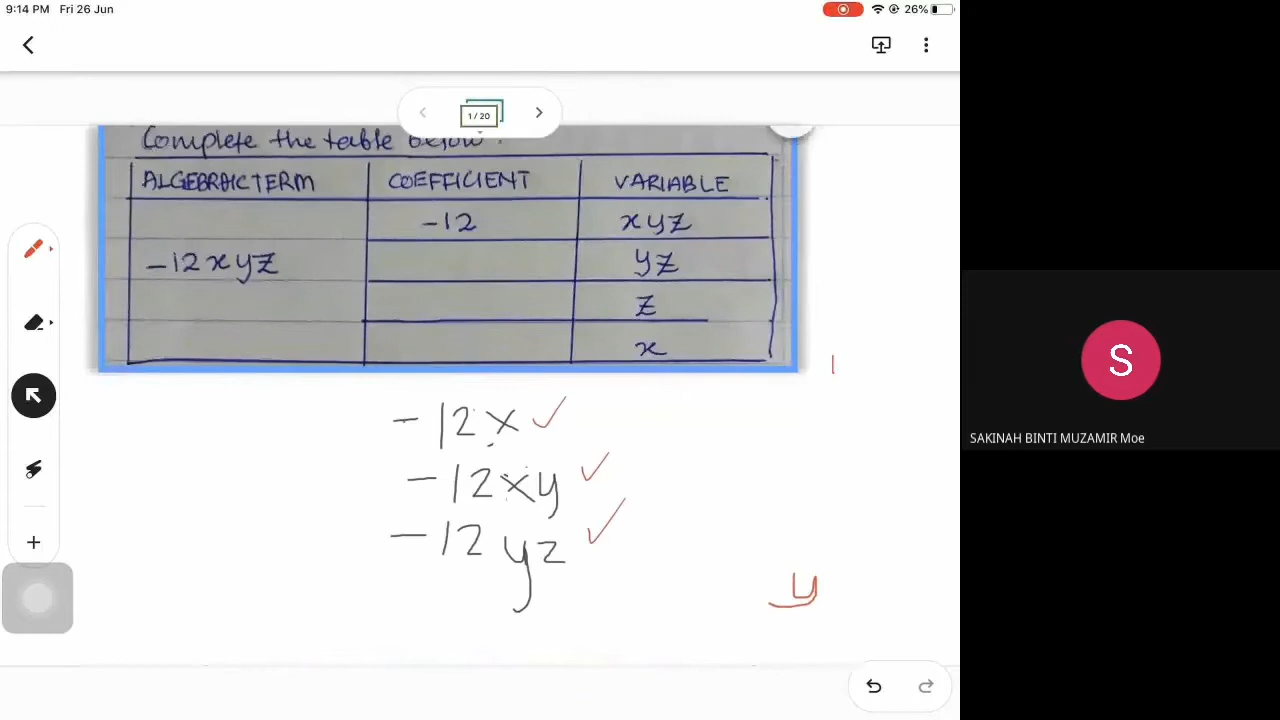 9:14 PM Fri 26 Jun 26%
1 / 20
Complete the table below :
ALGEBRAIC TERM COEFFICIENT VARIABLE
-12 xyz
-12xyz yz
z
x
-12x ✓
-12xy ✓
-12yz ✓
y
S
SAKINAH BINTI MUZAMIR Moe